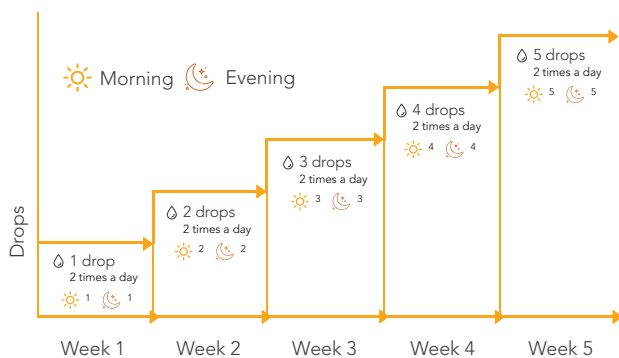 Morning Evening
5 drops
2 times a day
5 5
4 drops
2 times a day
4 4
3 drops
2 times a day
3 3
2 drops
2 times a day
2 2
1 drop
2 times a day
1 1
Drops
Week 1 Week 2 Week 3 Week 4 Week 5